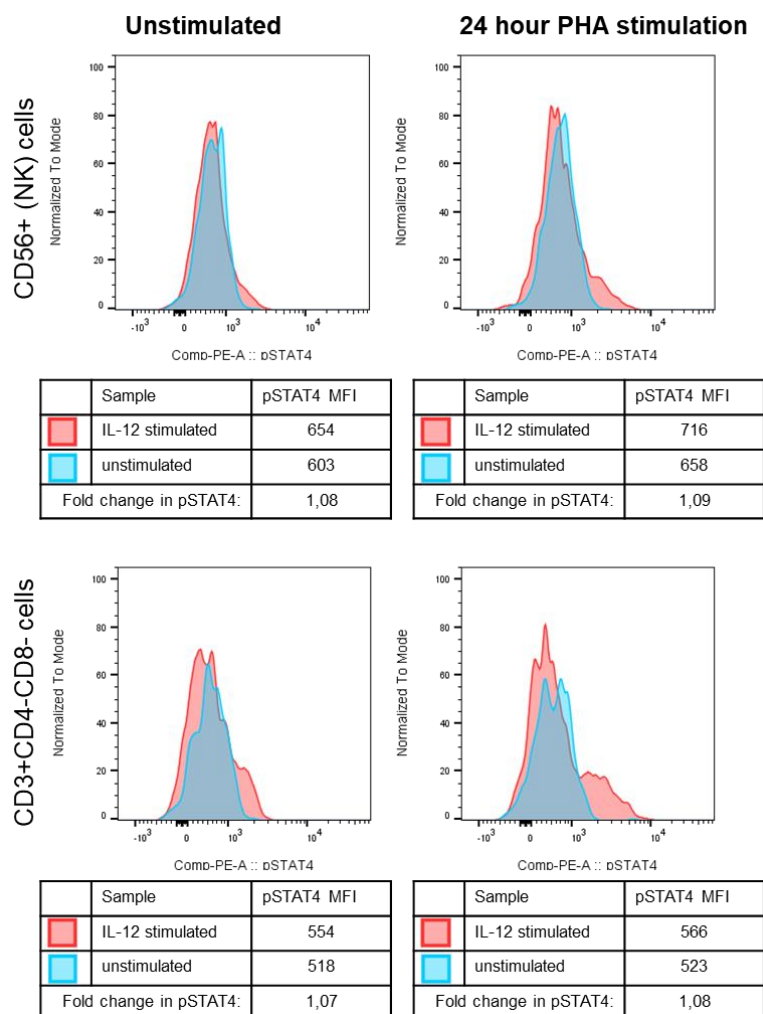 Unstimulated
24 hour PHA stimulation
CD56+ (NK) cells
Normalized To Mode
100
80
60
40
20
0
-10³ 0 10³ 10⁴
Comp-PE-A :: pSTAT4
Normalized To Mode
100
80
60
40
20
0
-10³ 0 10³ 10⁴
Comp-PE-A :: pSTAT4
Sample pSTAT4 MFI
IL-12 stimulated 654
unstimulated 603
Fold change in pSTAT4: 1,08
Sample pSTAT4 MFI
IL-12 stimulated 716
unstimulated 658
Fold change in pSTAT4: 1,09
CD3+CD4-CD8- cells
Normalized To Mode
100
80
60
40
20
0
-10³ 0 10³ 10⁴
Comp-PE-A :: pSTAT4
Normalized To Mode
100
80
60
40
20
0
-10³ 0 10³ 10⁴
Comp-PE-A :: pSTAT4
Sample pSTAT4 MFI
IL-12 stimulated 554
unstimulated 518
Fold change in pSTAT4: 1,07
Sample pSTAT4 MFI
IL-12 stimulated 566
unstimulated 523
Fold change in pSTAT4: 1,08